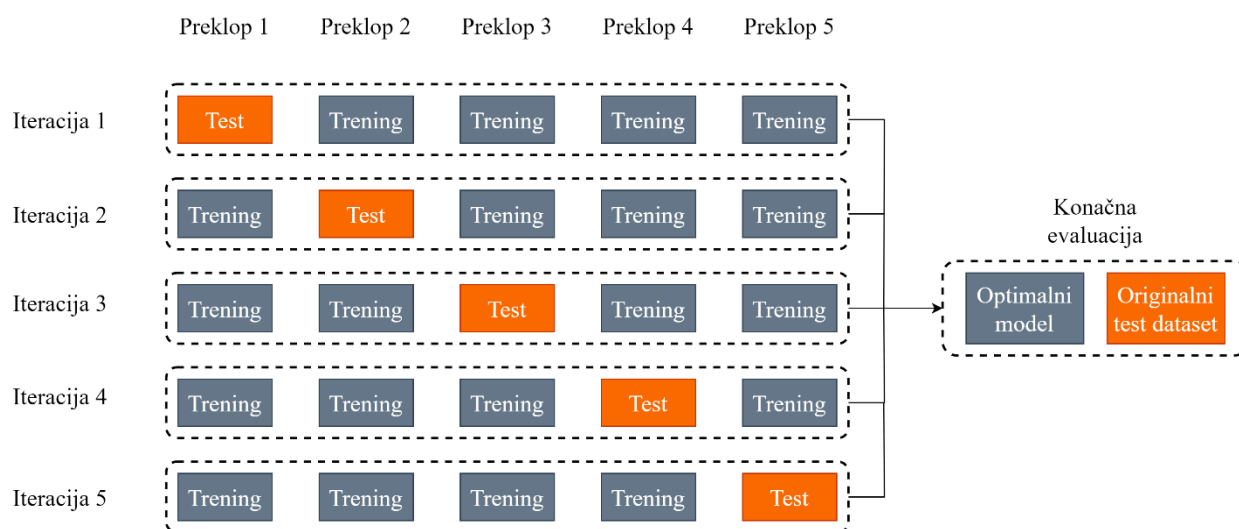 Preklop 1 Preklop 2 Preklop 3 Preklop 4 Preklop 5
Iteracija 1 Test Trening Trening Trening Trening
Iteracija 2 Trening Test Trening Trening Trening
Iteracija 3 Trening Trening Test Trening Trening
Iteracija 4 Trening Trening Trening Test Trening
Iteracija 5 Trening Trening Trening Trening Test
Konačna
evaluacija
Optimalni
model
Originalni
test dataset